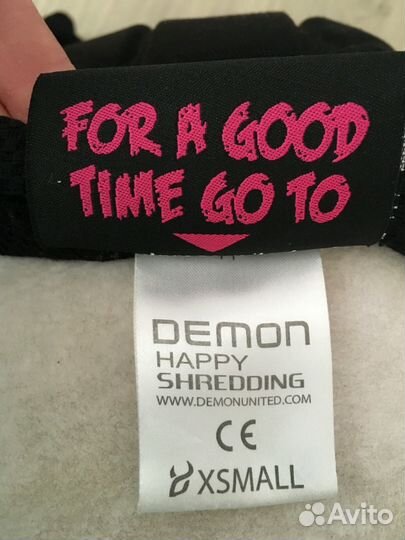 FOR A GOOD
TIME GO TO
DEMON
HAPPY
SHREDDING
WWW.DEMONUNITED.COM
CE
XSMALL
Avito